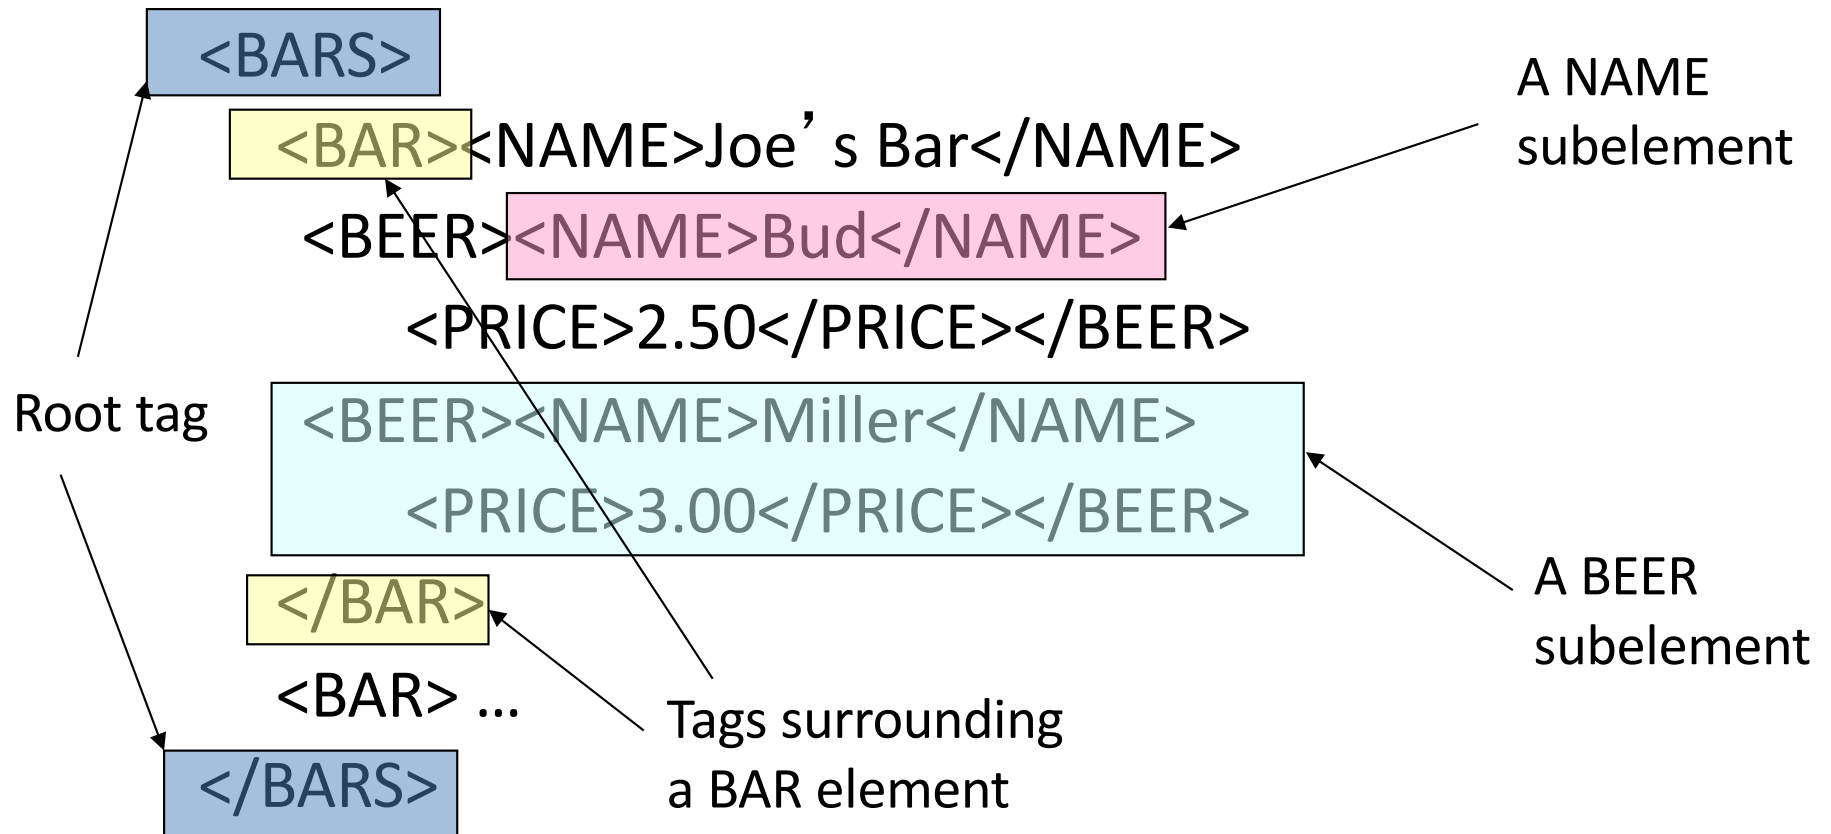 <BARS>
<BAR><NAME>Joe’s Bar</NAME>
<BEER><NAME>Bud</NAME>
<PRICE>2.50</PRICE></BEER>
<BEER><NAME>Miller</NAME>
<PRICE>3.00</PRICE></BEER>
</BAR>
<BAR> ...
</BARS>
A NAME
subelement
Root tag
A BEER
subelement
Tags surrounding
a BAR element